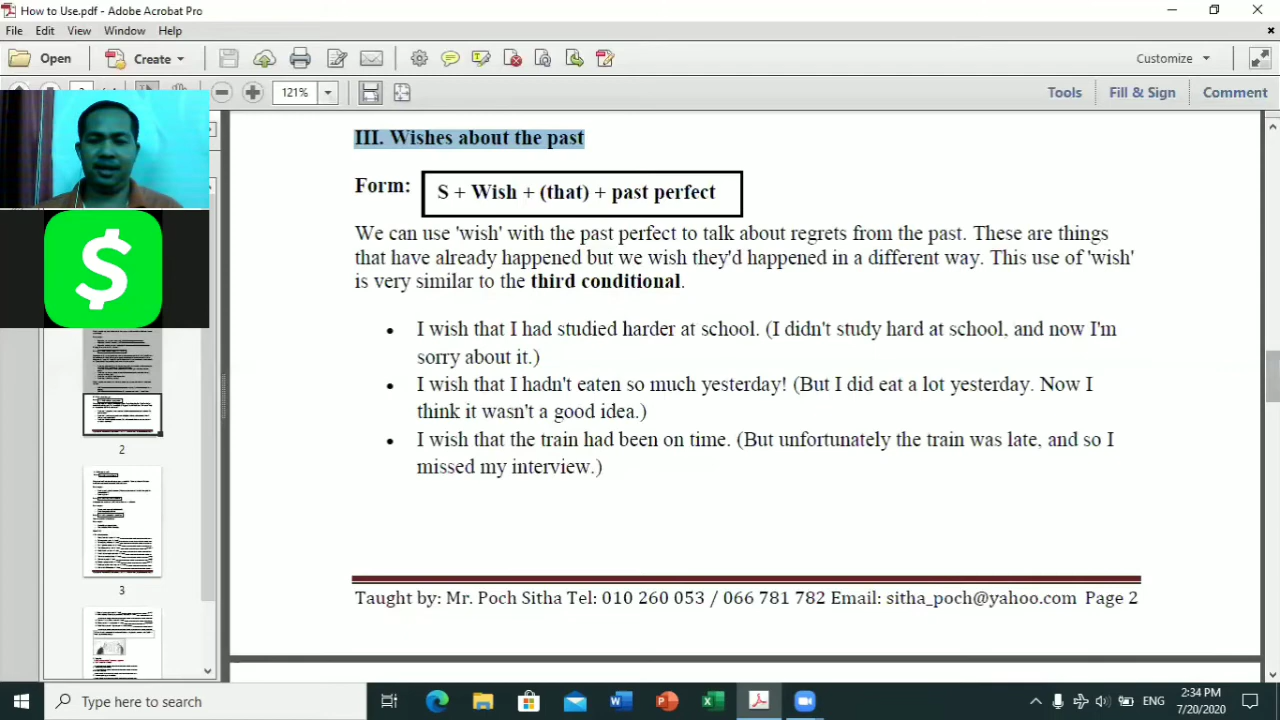 How to Use.pdf - Adobe Acrobat Pro
File Edit View Window Help
Open Create Customize
121% Tools Fill & Sign Comment
III. Wishes about the past
Form: S + Wish + (that) + past perfect
We can use 'wish' with the past perfect to talk about regrets from the past. These are things
that have already happened but we wish they'd happened in a different way. This use of 'wish'
is very similar to the third conditional.
• I wish that I had studied harder at school. (I didn't study hard at school, and now I'm
sorry about it.)
• I wish that I hadn't eaten so much yesterday! (But I did eat a lot yesterday. Now I
think it wasn't a good idea.)
• I wish that the train had been on time. (But unfortunately the train was late, and so I
missed my interview.)
Taught by: Mr. Poch Sitha Tel: 010 260 053 / 066 781 782 Email: sitha_poch@yahoo.com Page 2
$
2
3
Type here to search
ENG
2:34 PM
7/20/2020